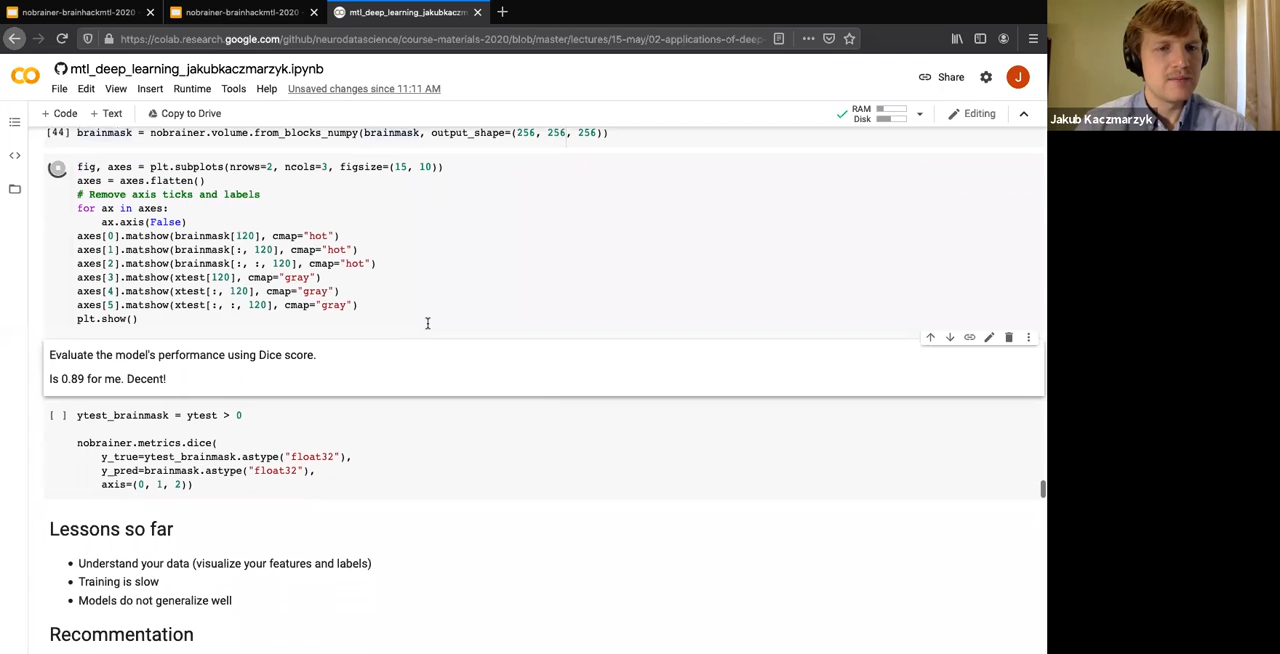 nobrainer-brainhackmtl-2020
nobrainer-brainhackmtl-2020
mtl_deep_learning_jakubkaczm
https://colab.research.google.com/github/neurodatascience/course-materials-2020/blob/master/lectures/15-may/02-applications-of-deep-
mtl_deep_learning_jakubkaczmarzyk.ipynb
File Edit View Insert Runtime Tools Help Unsaved changes since 11:11 AM
Share
J
+ Code + Text Copy to Drive
RAM
Disk
Editing
[44] brainmask = nobrainer.volume.from_blocks_numpy(brainmask, output_shape=(256, 256, 256))
fig, axes = plt.subplots(nrows=2, ncols=3, figsize=(15, 10))
axes = axes.flatten()
# Remove axis ticks and labels
for ax in axes:
    ax.axis(False)
axes[0].matshow(brainmask[120], cmap="hot")
axes[1].matshow(brainmask[:, 120], cmap="hot")
axes[2].matshow(brainmask[:, :, 120], cmap="hot")
axes[3].matshow(xtest[120], cmap="gray")
axes[4].matshow(xtest[:, 120], cmap="gray")
axes[5].matshow(xtest[:, :, 120], cmap="gray")
plt.show()
Evaluate the model's performance using Dice score.
Is 0.89 for me. Decent!
[ ] ytest_brainmask = ytest > 0
nobrainer.metrics.dice(
    y_true=ytest_brainmask.astype("float32"),
    y_pred=brainmask.astype("float32"),
    axis=(0, 1, 2))
Lessons so far
• Understand your data (visualize your features and labels)
• Training is slow
• Models do not generalize well
Recommentation
Jakub Kaczmarzyk